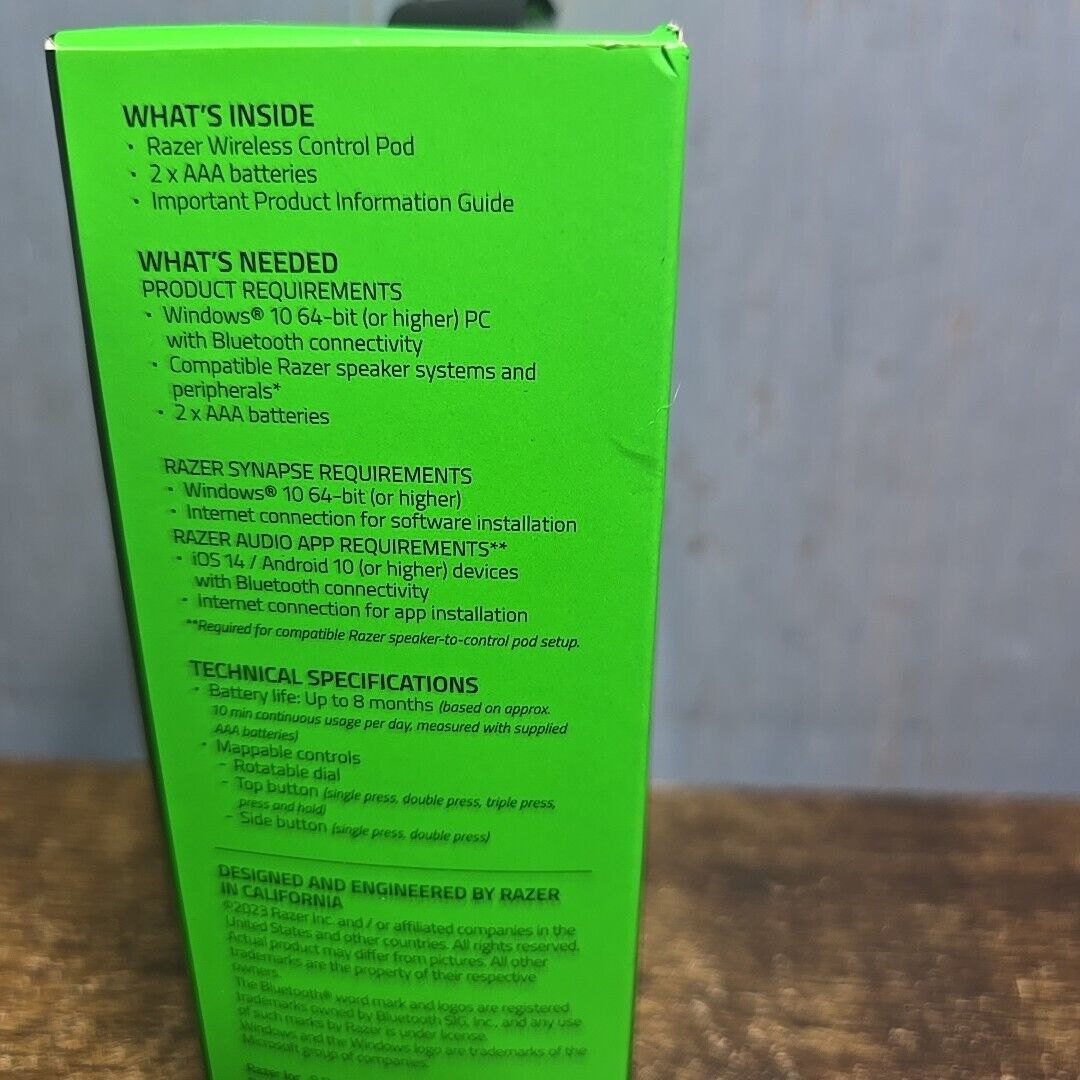 WHAT'S INSIDE
• Razer Wireless Control Pod
• 2 x AAA batteries
• Important Product Information Guide
WHAT'S NEEDED
PRODUCT REQUIREMENTS
• Windows® 10 64-bit (or higher) PC
with Bluetooth connectivity
• Compatible Razer speaker systems and
peripherals*
• 2 x AAA batteries
RAZER SYNAPSE REQUIREMENTS
• Windows® 10 64-bit (or higher)
• Internet connection for software installation
RAZER AUDIO APP REQUIREMENTS**
• iOS 14 / Android 10 (or higher) devices
with Bluetooth connectivity
• Internet connection for app installation
**Required for compatible Razer speaker-to-control pod setup.
TECHNICAL SPECIFICATIONS
• Battery life: Up to 8 months (based on approx.
10 min continuous usage per day, measured with supplied
AAA batteries)
• Mappable controls
– Rotatable dial
– Top button (single press, double press, triple press,
press and hold)
– Side button (single press, double press)
DESIGNED AND ENGINEERED BY RAZER
IN CALIFORNIA
©2023 Razer Inc. and / or affiliated companies in the
United States and other countries. All rights reserved.
Actual product may differ from pictures. All other
trademarks are the property of their respective
owners.
The Bluetooth® word mark and logos are registered
trademarks owned by Bluetooth SIG, Inc., and any use
of such marks by Razer is under license.
Windows and the Windows logo are trademarks of the
Microsoft group of companies.
Razer Inc.